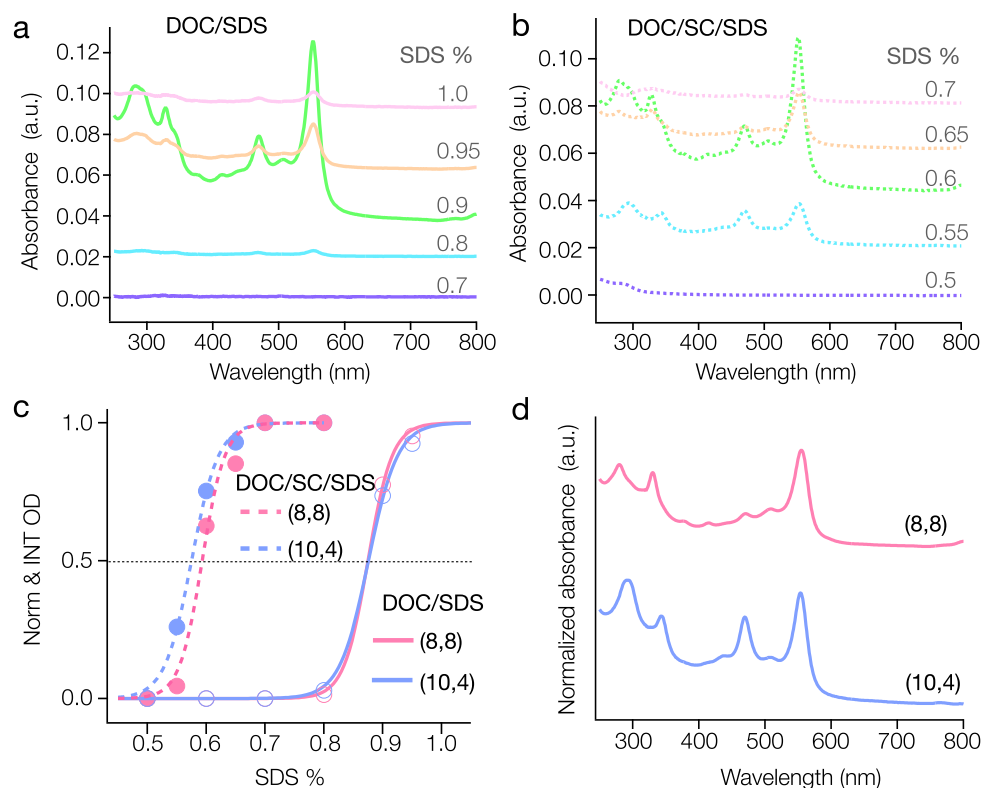 a
DOC/SDS
SDS %
0.12
0.10
0.08
0.06
0.04
0.02
0.00
Absorbance (a.u.)
1.0
0.95
0.9
0.8
0.7
300 400 500 600 700 800
Wavelength (nm)
b
DOC/SC/SDS
SDS %
0.10
0.08
0.06
0.04
0.02
0.00
Absorbance (a.u.)
0.7
0.65
0.6
0.55
0.5
300 400 500 600 700 800
Wavelength (nm)
c
1.0
0.5
0.0
Norm & INT OD
DOC/SC/SDS
(8,8)
(10,4)
DOC/SDS
(8,8)
(10,4)
0.5 0.6 0.7 0.8 0.9 1.0
SDS %
d
Normalized absorbance (a.u.)
(8,8)
(10,4)
300 400 500 600 700 800
Wavelength (nm)